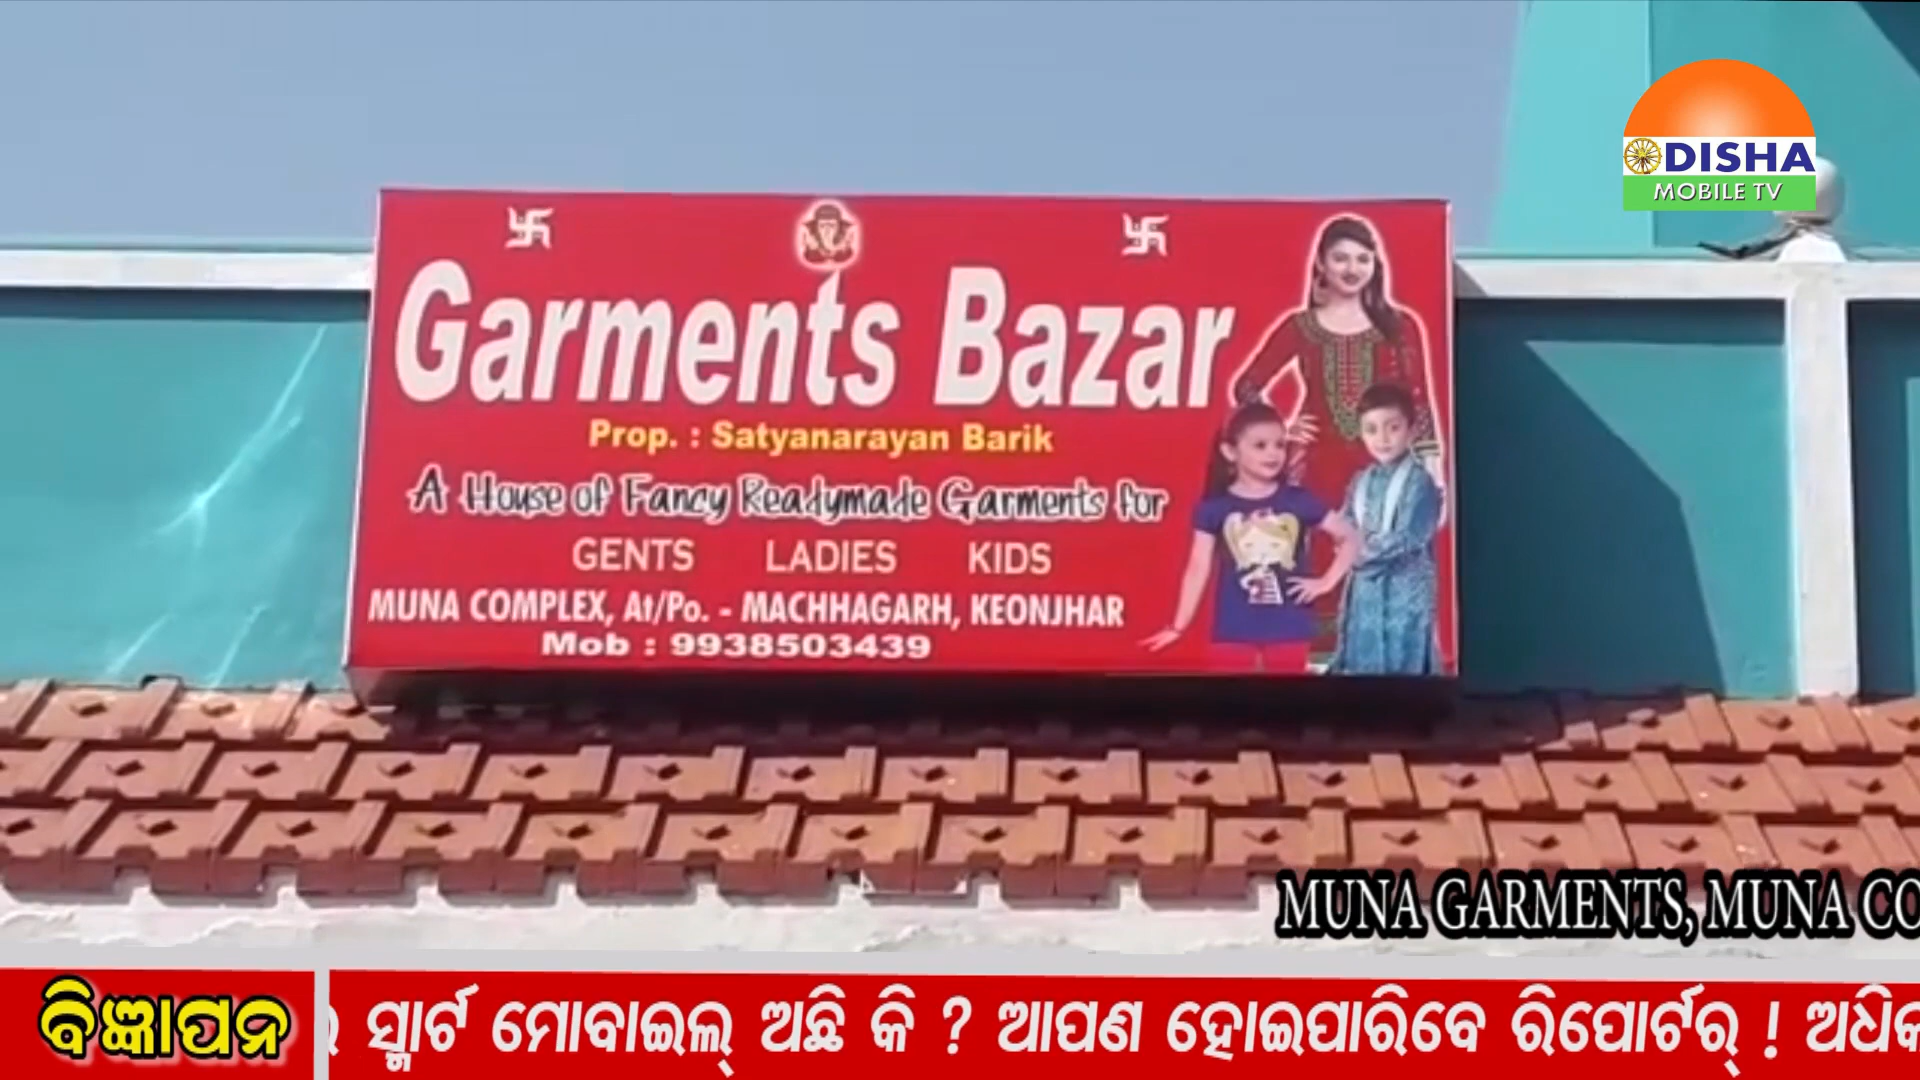 ODISHA
MOBILE TV
Garments Bazar
Prop. : Satyanarayan Barik
A House of Fancy Readymade Garments for
GENTS LADIES KIDS
MUNA COMPLEX, At/Po. - MACHHAGARH, KEONJHAR
Mob : 9938503439
MUNA GARMENTS, MUNA CO
ବିଜ୍ଞାପନ
ସ୍ମାର୍ଟ ମୋବାଇଲ୍ ଅଛି କି ? ଆପଣ ହୋଇପାରିବେ ରିପୋର୍ଟର୍ ! ଅଧିକ